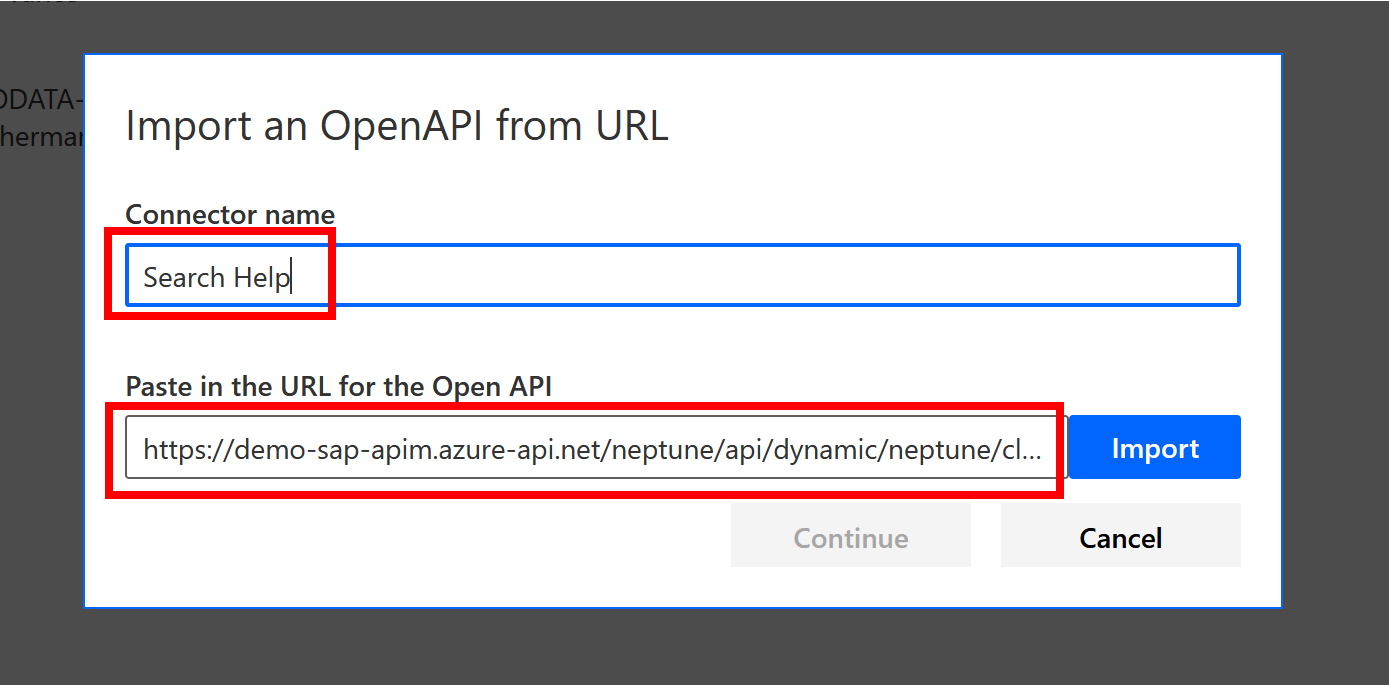 Import an OpenAPI from URL
Connector name
Search Help
Paste in the URL for the Open API
https://demo-sap-apim.azure-api.net/neptune/api/dynamic/neptune/cl...
Import
Continue
Cancel
ODATA-